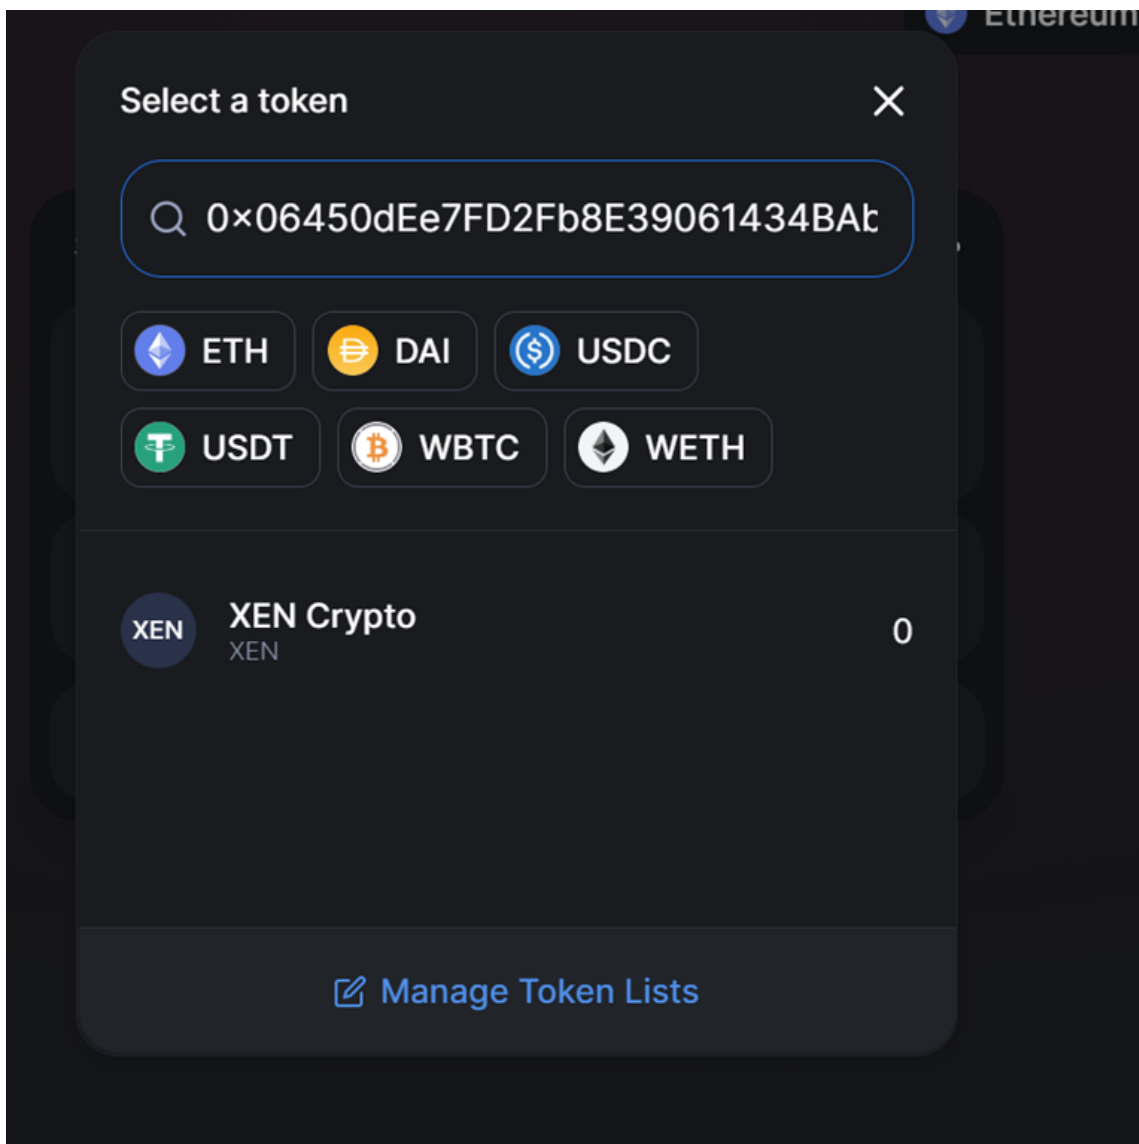 Ethereum
Select a token
0x06450dEe7FD2Fb8E39061434BAb
ETH DAI USDC
USDT WBTC WETH
XEN XEN Crypto 0
XEN
Manage Token Lists